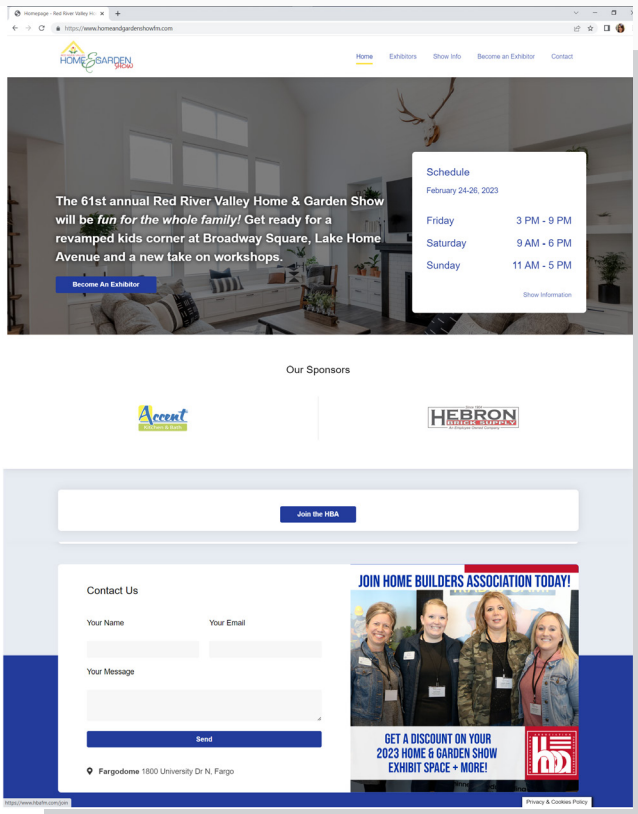 Homepage - Red River Valley H
https://www.homeandgardenshowfm.com
HOME & GARDEN
SHOW
Home Exhibitors Show Info Become an Exhibitor Contact
The 61st annual Red River Valley Home & Garden Show
will be fun for the whole family! Get ready for a
revamped kids corner at Broadway Square, Lake Home
Avenue and a new take on workshops.
Become An Exhibitor
Schedule
February 24-26, 2023
Friday 3 PM - 9 PM
Saturday 9 AM - 6 PM
Sunday 11 AM - 5 PM
Show Information
Our Sponsors
Accent
Kitchen & Bath
HEBRON
BRICK SUPPLY
An Employee Owned Company
Join the HBA
Contact Us
Your Name Your Email
Your Message
Send
Fargodome 1800 University Dr N, Fargo
JOIN HOME BUILDERS ASSOCIATION TODAY!
GET A DISCOUNT ON YOUR
2023 HOME & GARDEN SHOW
EXHIBIT SPACE + MORE!
hba
https://www.hbafm.com/join
Privacy & Cookies Policy